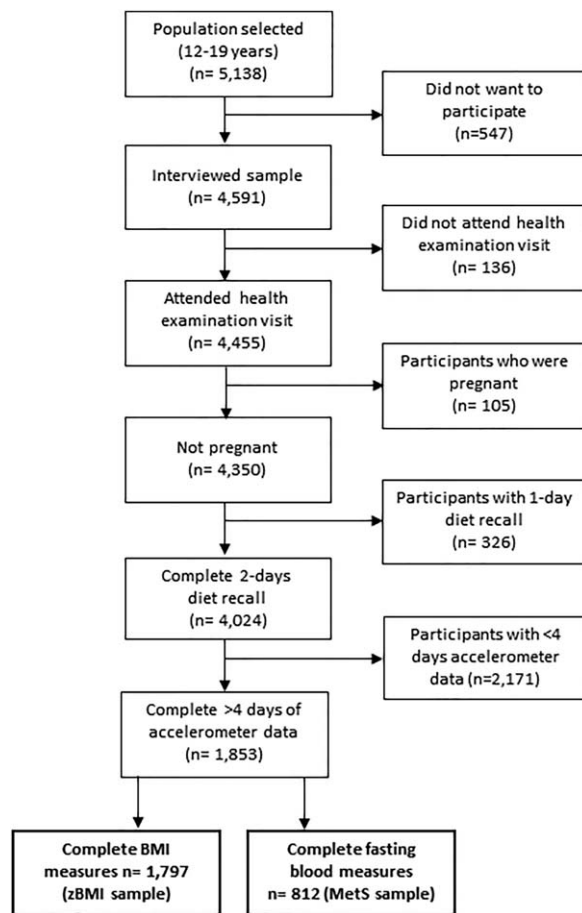 Population selected
(12-19 years)
(n= 5,138)
Did not want to
participate
(n=547)
Interviewed sample
(n= 4,591)
Did not attend health
examination visit
(n= 136)
Attended health
examination visit
(n= 4,455)
Participants who were
pregnant
(n= 105)
Not pregnant
(n= 4,350)
Participants with 1-day
diet recall
(n= 326)
Complete 2-days
diet recall
(n= 4,024)
Participants with <4
days accelerometer
data (n=2,171)
Complete >4 days of
accelerometer data
(n= 1,853)
Complete BMI
measures n= 1,797
(zBMI sample)
Complete fasting
blood measures
n= 812 (MetS sample)